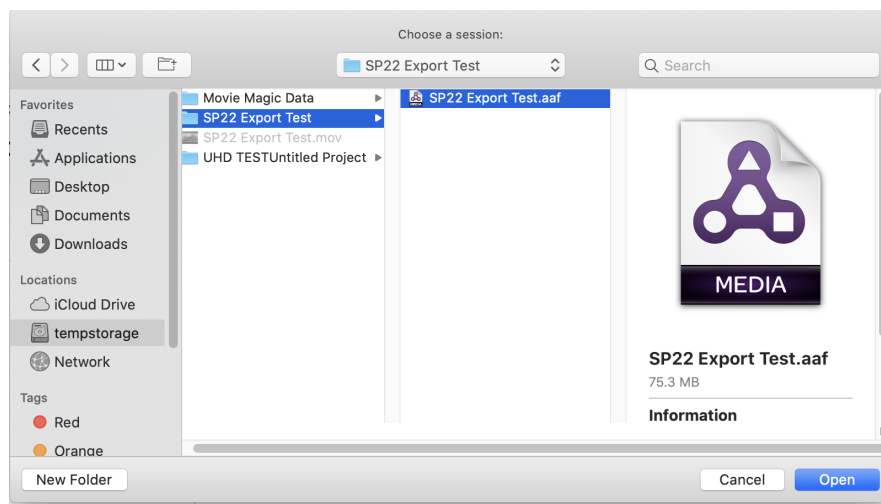 Choose a session:
SP22 Export Test
Search
Favorites
Recents
Applications
Desktop
Documents
Downloads
Locations
iCloud Drive
tempstorage
Network
Tags
Red
Orange
Movie Magic Data
SP22 Export Test
SP22 Export Test.mov
UHD TESTUntitled Project
SP22 Export Test.aaf
MEDIA
SP22 Export Test.aaf
75.3 MB
Information
New Folder
Cancel
Open